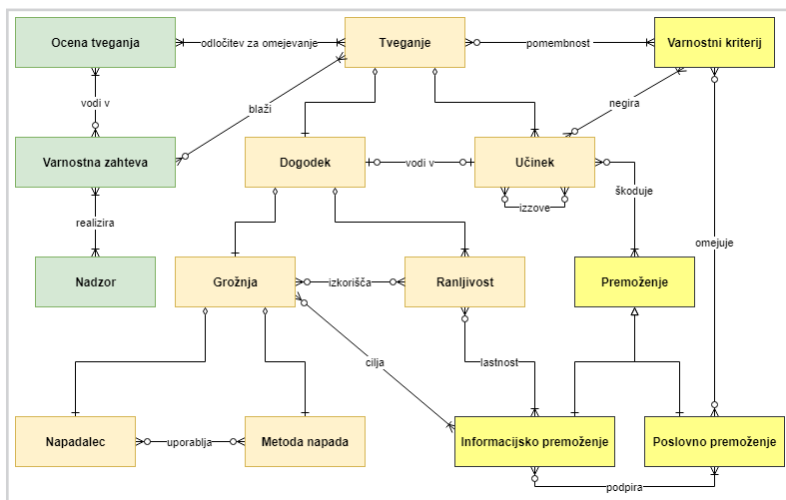 Ocena tveganja
odločitev za omejevanje
Tveganje
pomembnost
Varnostni kriterij
vodi v
blaži
negira
Varnostna zahteva
Dogodek
vodi v
Učinek
izzove
škoduje
realizira
omejuje
Nadzor
Grožnja
izkorišča
Ranljivost
Premoženje
cilja
lastnost
Napadalec
uporablja
Metoda napada
Informacijsko premoženje
Poslovno premoženje
podpira